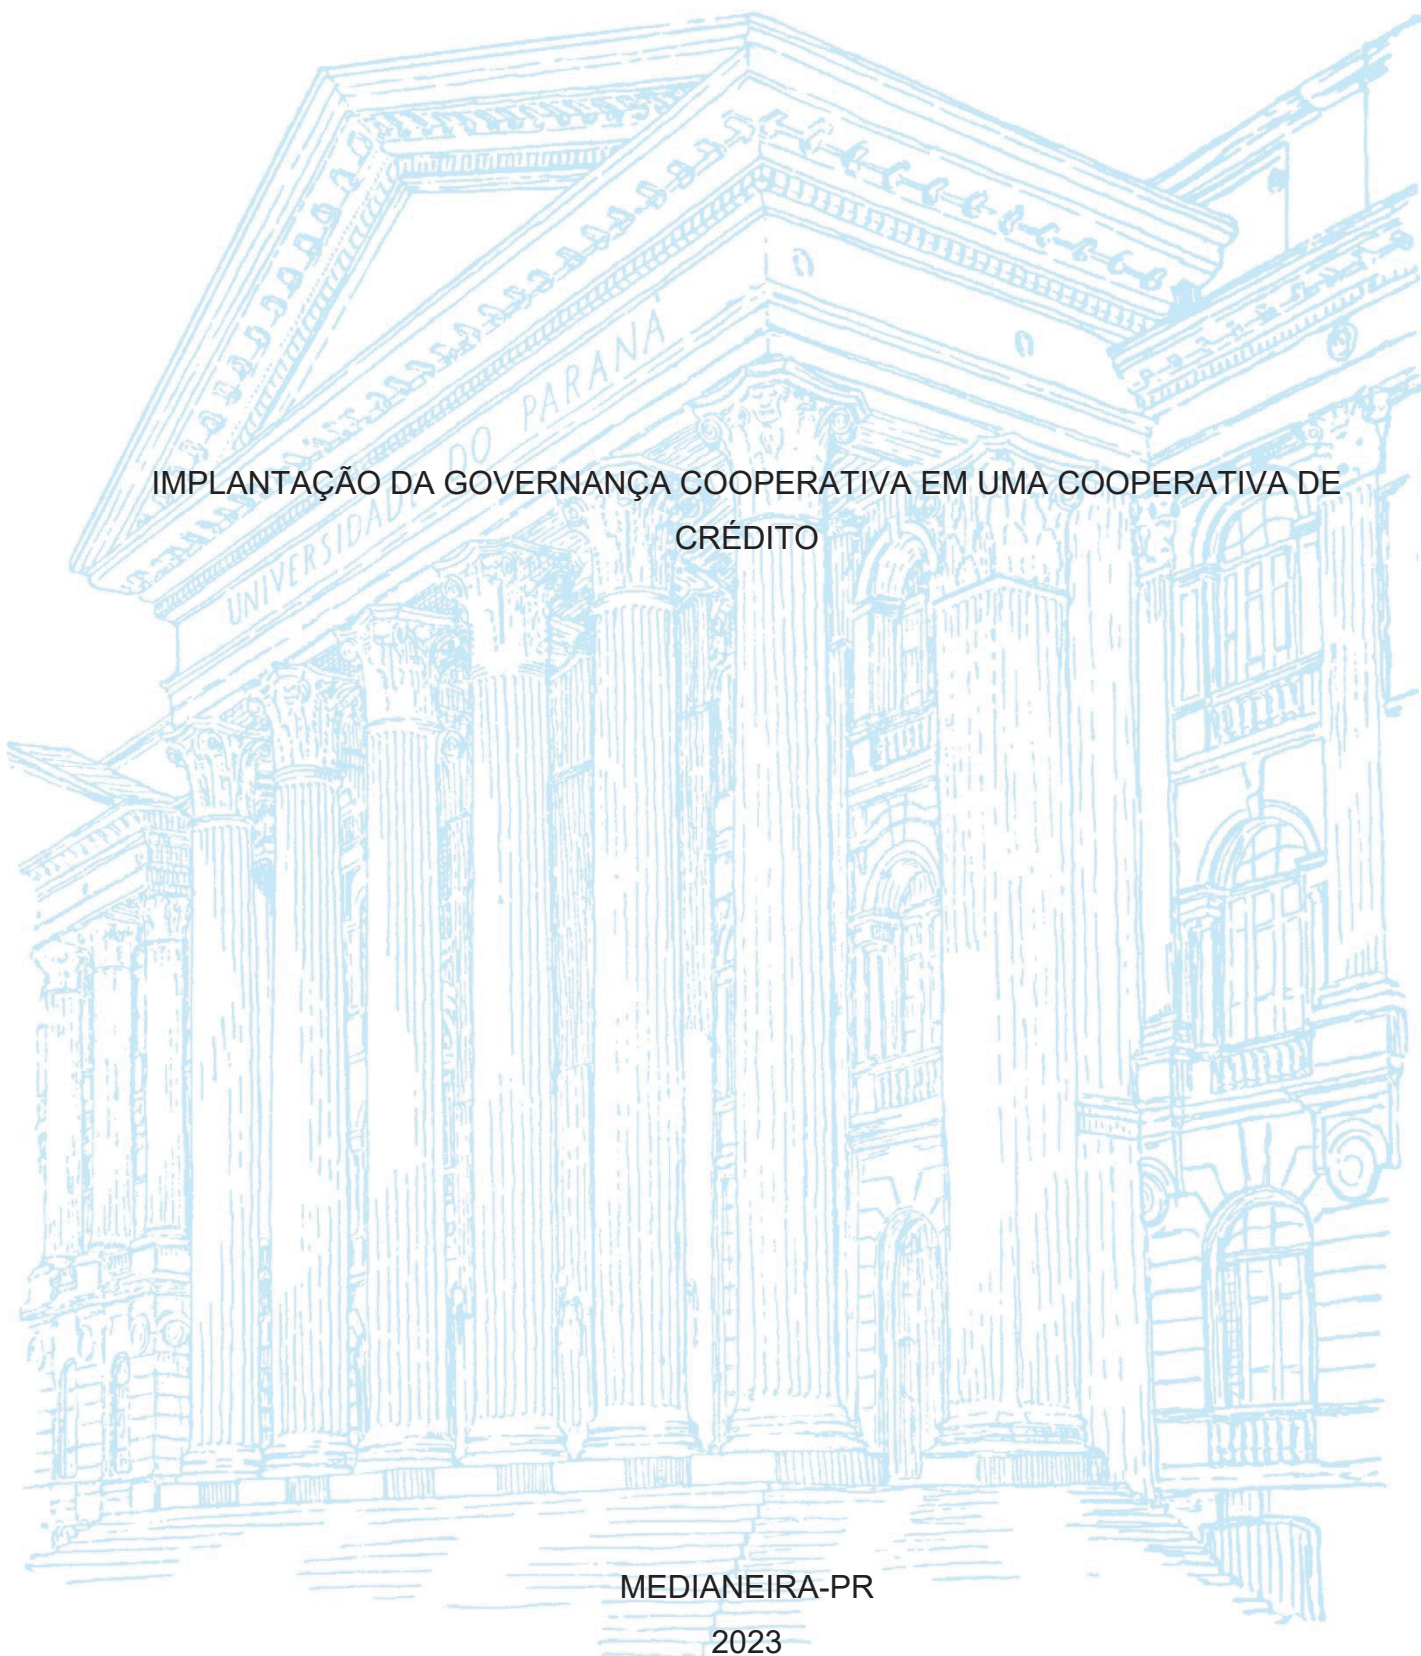 UNIVERSIDADE DO PARANÁ
IMPLANTAÇÃO DA GOVERNANÇA COOPERATIVA EM UMA COOPERATIVA DE
CRÉDITO
MEDIANEIRA-PR
2023